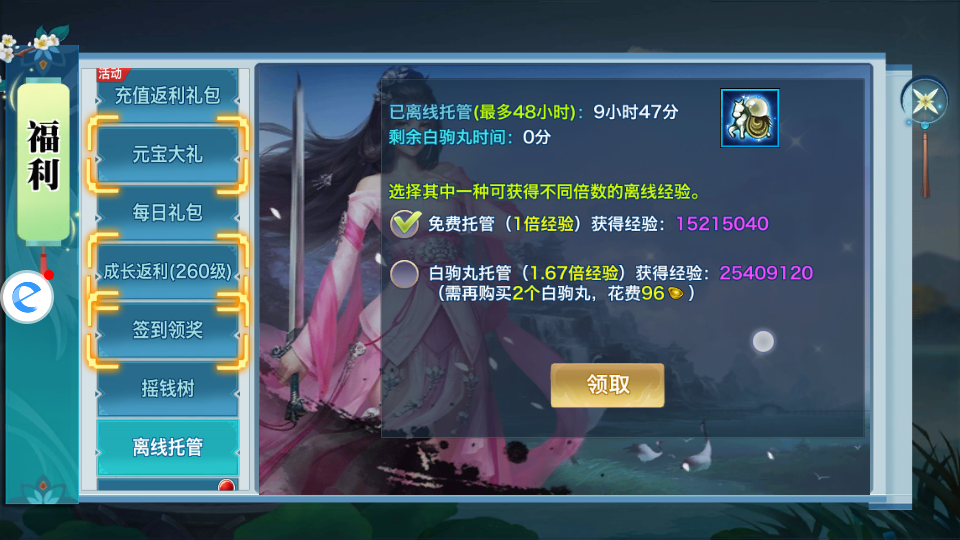 福利
活动
充值返利礼包
元宝大礼
每日礼包
成长返利(260级)
签到领奖
摇钱树
离线托管
已离线托管(最多48小时)：9小时47分
剩余白驹丸时间：0分
选择其中一种可获得不同倍数的离线经验。
免费托管（1倍经验）获得经验：15215040
白驹丸托管（1.67倍经验）获得经验：25409120
（需再购买2个白驹丸，花费96）
领取